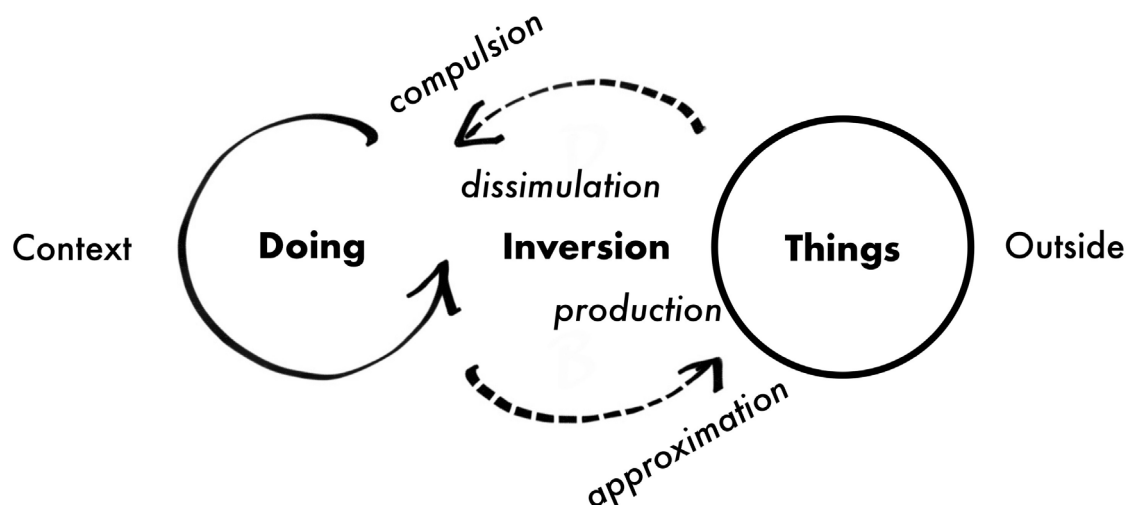 compulsion
dissimulation
Context
Doing
Inversion
Things
Outside
production
approximation